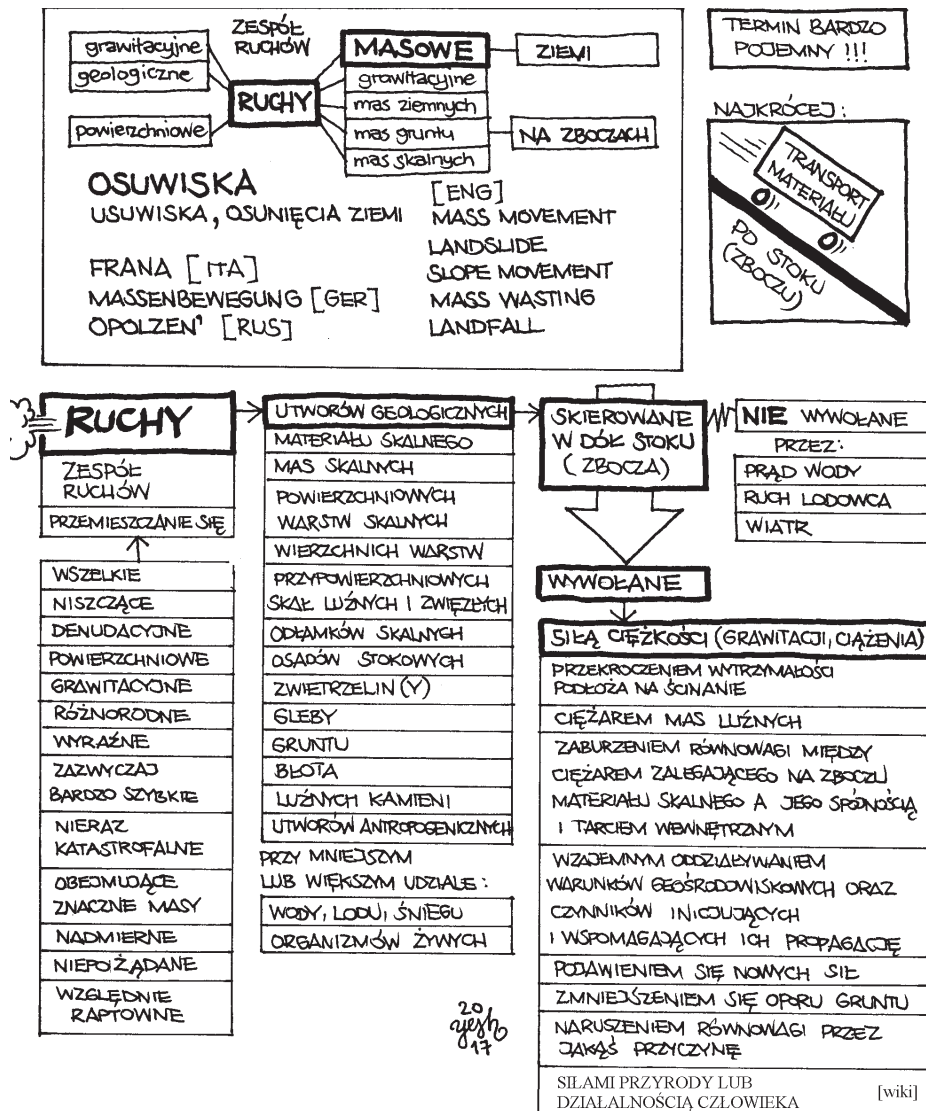 ZESPÓŁ
RUCHÓW
grawitacyjne
geologiczne
powierzchniowe
RUCHY
MASOWE
grawitacyjne
mas ziemnych
mas gruntu
mas skalnych
ZIEMI
NA ZBOCZACH
OSUWISKA
USUWISKA, OSUNIĘCIA ZIEMI
FRANA [ITA]
MASSENBEWEGUNG [GER]
OPOLZEN' [RUS]
[ENG]
MASS MOVEMENT
LANDSLIDE
SLOPE MOVEMENT
MASS WASTING
LANDFALL
TERMIN BARDZO
POJEMNY !!!
NAJKRÓCEJ:
TRANSPORT
MATERIAŁU
PO STOKU
(ZBOCZU)
RUCHY
ZESPÓŁ
RUCHÓW
PRZEMIESZCZANIE SIĘ
WSZELKIE
NISZCZĄCE
DENUDACYJNE
POWIERZCHNIOWE
GRAWITACYJNE
RÓŻNORODNE
WYRAŹNE
ZAZWYCZAJ
BARDZO SZYBKIE
NIERAZ
KATASTROFALNE
OBEJMUJĄCE
ZNACZNE MASY
NADMIERNE
NIEPOŻĄDANE
WZGLĘDNIE
RAPTOWNE
UTWORÓW GEOLOGICZNYCH
MATERIAŁU SKALNEGO
MAS SKALNYCH
POWIERZCHNIOWYCH
WARSTW SKALNYCH
WIERZCHNICH WARSTW
PRZYPOWIERZCHNIOWYCH
SKAŁ LUŹNYCH I ZWIĘZŁYCH
ODŁAMKÓW SKALNYCH
OSADÓW STOKOWYCH
ZWIETRZELIN(Y)
GLEBY
GRUNTU
BŁOTA
LUŹNYCH KAMIENI
UTWORÓW ANTROPOGENICZNYCH
PRZY MNIEJSZYM
LUB WIĘKSZYM UDZIALE:
WODY, LODU, ŚNIEGU
ORGANIZMÓW ŻYWYCH
20
yesh
17
SKIEROWANE
W DÓŁ STOKU
(ZBOCZA)
NIE WYWOŁANE
PRZEZ:
PRĄD WODY
RUCH LODOWCA
WIATR
WYWOŁANE
SIŁĄ CIĘŻKOŚCI (GRAWITACJI, CIĄŻENIA)
PRZEKROCZENIEM WYTRZYMAŁOŚCI
PODŁOŻA NA ŚCINANIE
CIĘŻAREM MAS LUŹNYCH
ZABURZENIEM RÓWNOWAGI MIĘDZY
CIĘŻAREM ZALEGAJĄCEGO NA ZBOCZU
MATERIAŁU SKALNEGO A JEGO SPÓJNOŚCIĄ
I TARCIEM WEWNĘTRZNYM
WZAJEMNYM ODDZIAŁYWANIEM
WARUNKÓW GEOŚRODOWISKOWYCH ORAZ
CZYNNIKÓW INICJUJĄCYCH
I WSPOMAGAJĄCYCH ICH PROPAGACJĘ
POJAWIENIEM SIĘ NOWYCH SIŁ
ZMNIEJSZENIEM SIĘ OPORU GRUNTU
NARUSZENIEM RÓWNOWAGI PRZEZ
JAKĄŚ PRZYCZYNĘ
SIŁAMI PRZYRODY LUB
DZIAŁALNOŚCIĄ CZŁOWIEKA
[wiki]